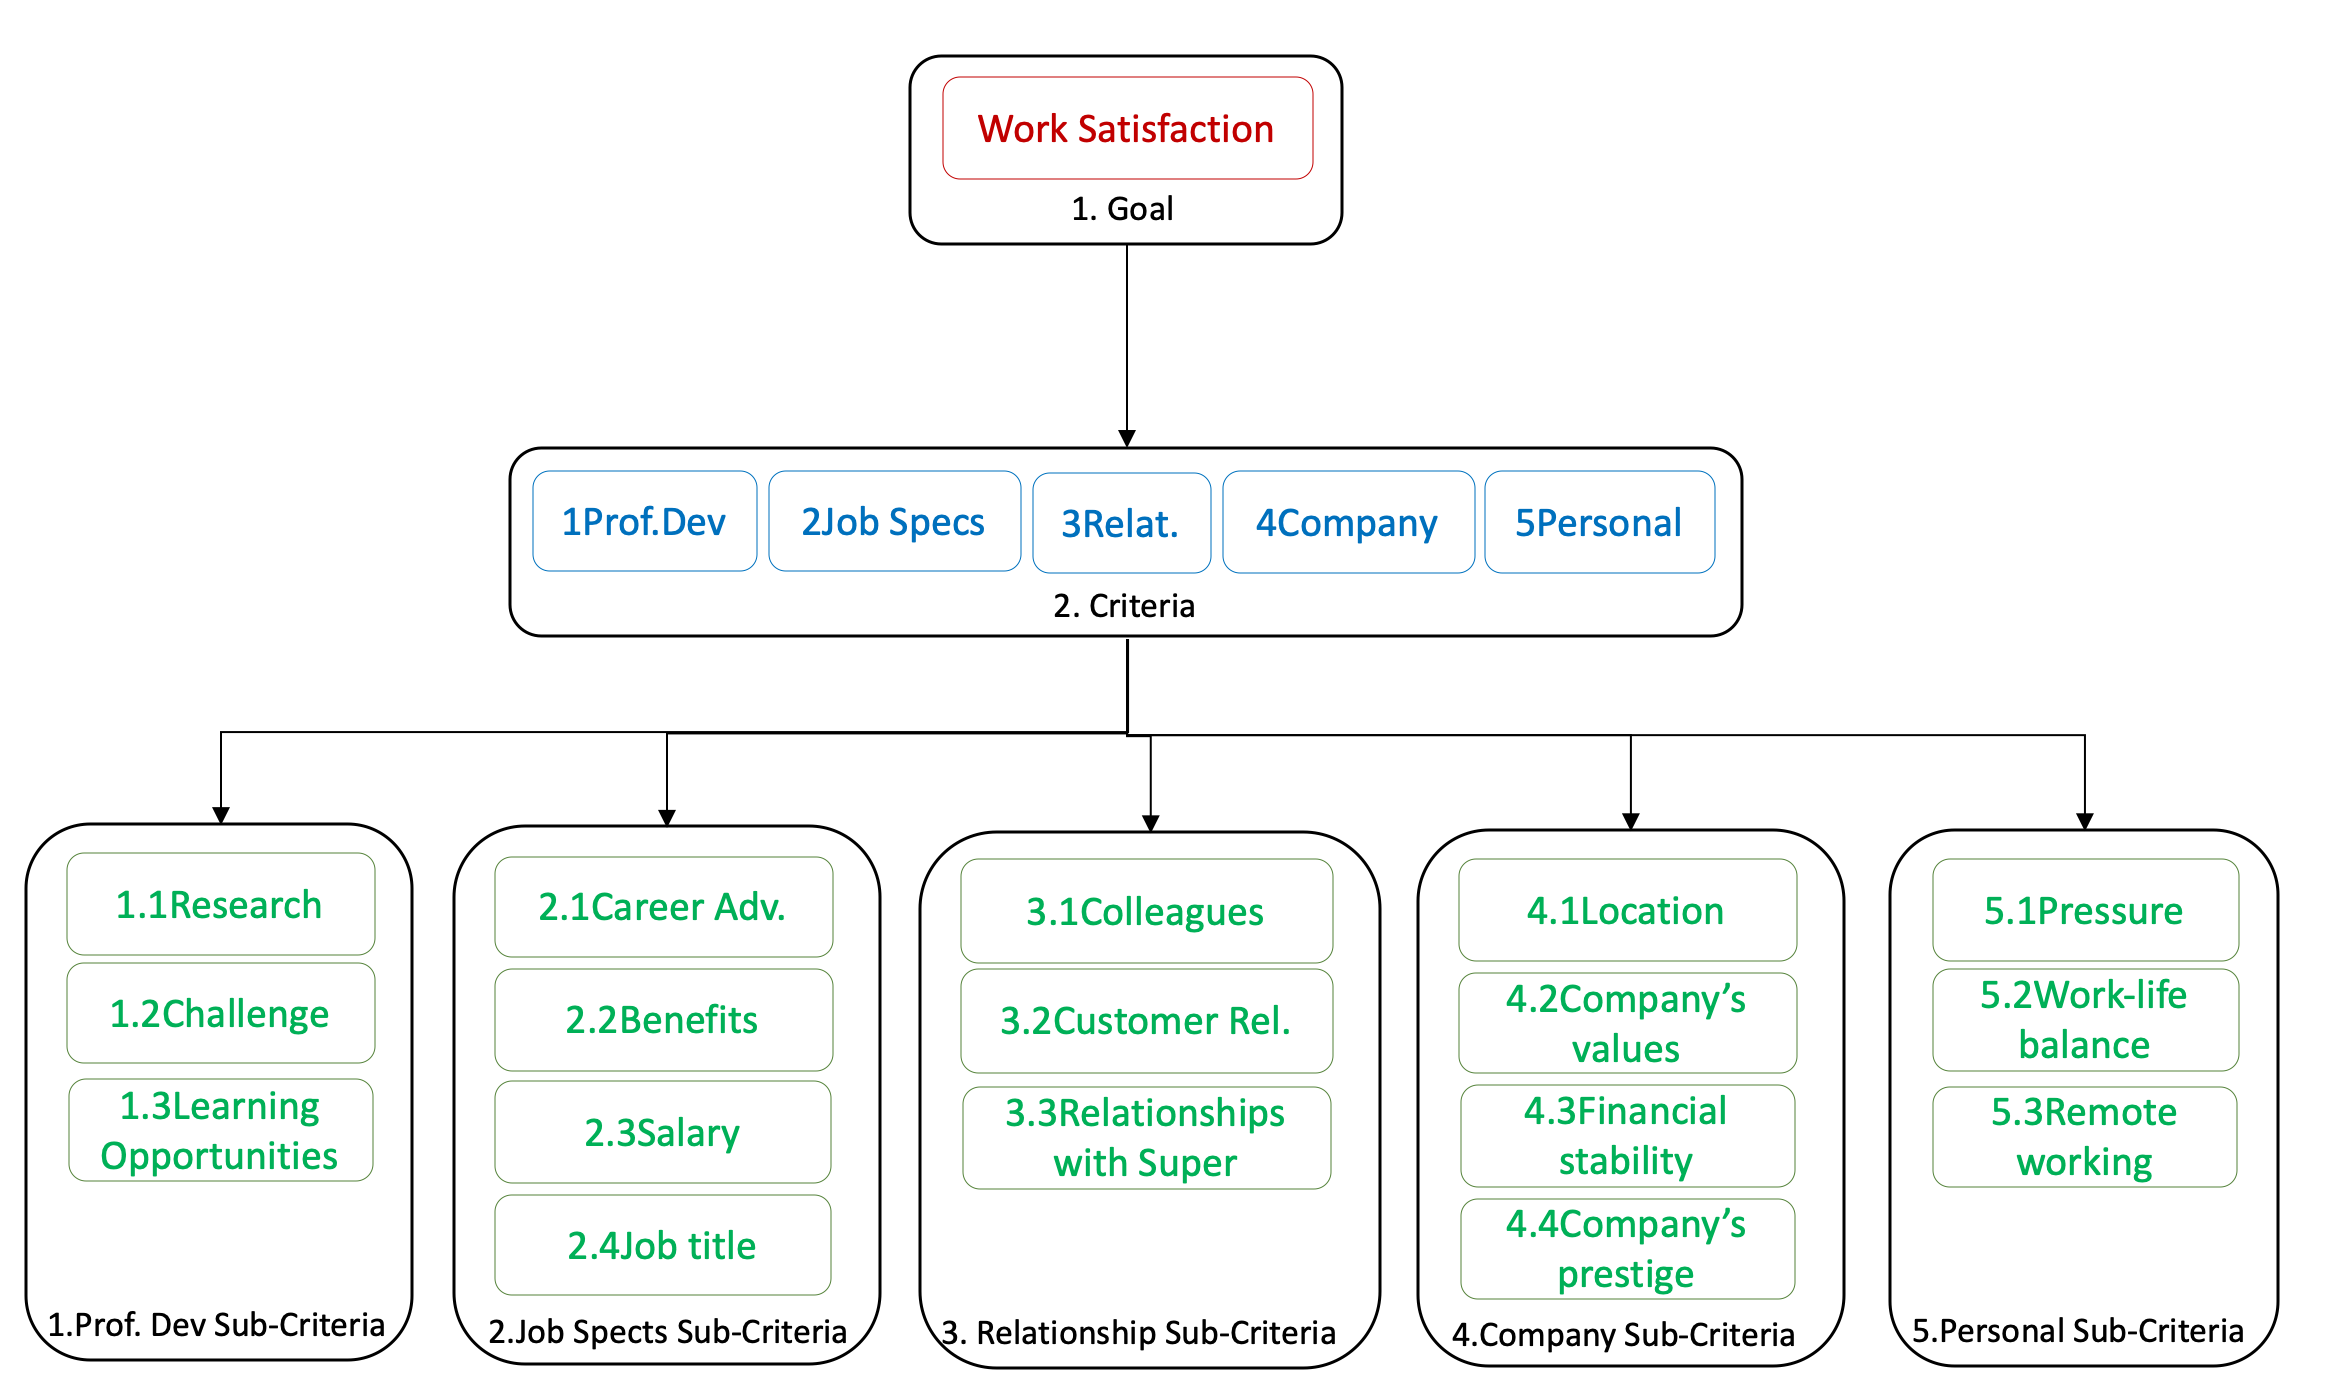 Work Satisfaction
1. Goal
1Prof.Dev
2Job Specs
3Relat.
4Company
5Personal
2. Criteria
1.1Research
1.2Challenge
1.3Learning
Opportunities
1.Prof. Dev Sub-Criteria
2.1Career Adv.
2.2Benefits
2.3Salary
2.4Job title
2.Job Spects Sub-Criteria
3.1Colleagues
3.2Customer Rel.
3.3Relationships
with Super
3. Relationship Sub-Criteria
4.1Location
4.2Company’s
values
4.3Financial
stability
4.4Company’s
prestige
4.Company Sub-Criteria
5.1Pressure
5.2Work-life
balance
5.3Remote
working
5.Personal Sub-Criteria